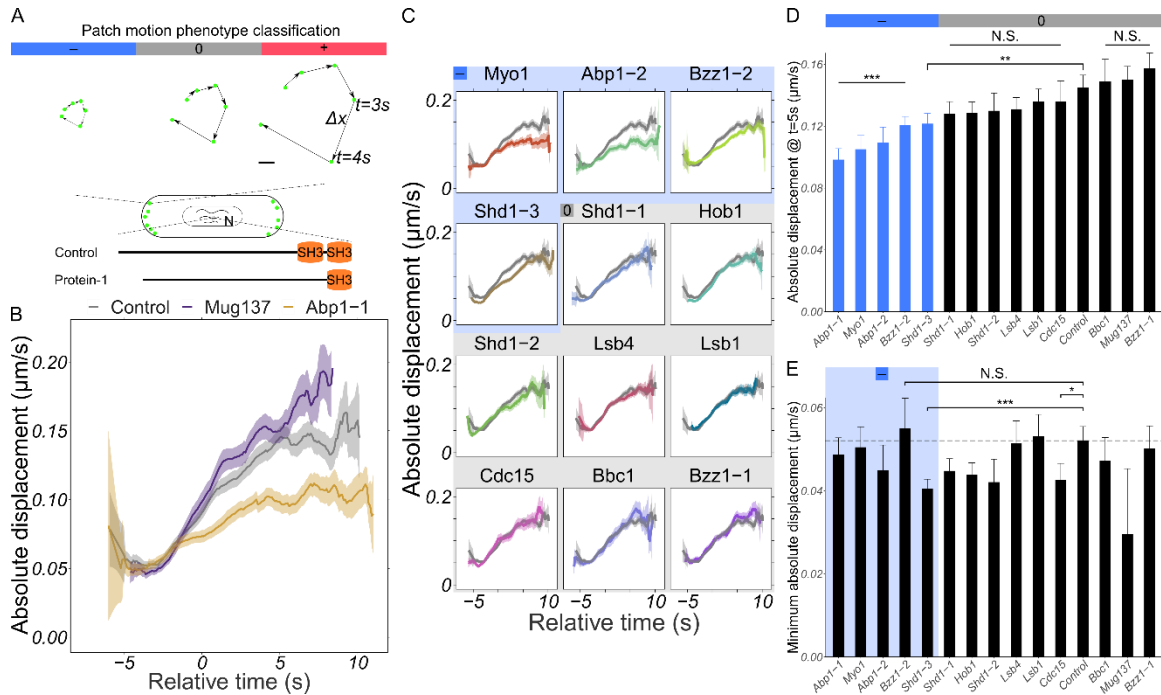 A
Patch motion phenotype classification
− 0 +
t=3s
Δx
t=4s
N
Control SH3 SH3
Protein-1 SH3
B
Control Mug137 Abp1−1
Absolute displacement (µm/s)
0.20
0.15
0.10
0.05
0.00
−5 0 5 10
Relative time (s)
C
−
Myo1 Abp1−2 Bzz1−2
0.2
0
Shd1−3 0 Shd1−1 Hob1
0.2
0
Shd1−2 Lsb4 Lsb1
0.2
0
Cdc15 Bbc1 Bzz1−1
0.2
0
−5 10 −5 10 −5 10
Absolute displacement (µm/s)
Relative time (s)
D
− 0
N.S. N.S.
*** **
Absolute displacement @ t=5s (µm/s)
0.16
0.12
0.08
0.04
0.00
Abp1−1 Myo1 Abp1−2 Bzz1−2 Shd1−3 Shd1−1 Hob1 Shd1−2 Lsb4 Lsb1 Cdc15 Control Bbc1 Mug137 Bzz1−1
E
−
N.S.
*
***
Minimum absolute displacement (µm/s)
0.06
0.04
0.02
0.00
Abp1−1 Myo1 Abp1−2 Bzz1−2 Shd1−3 Shd1−1 Hob1 Shd1−2 Lsb4 Lsb1 Cdc15 Control Bbc1 Mug137 Bzz1−1